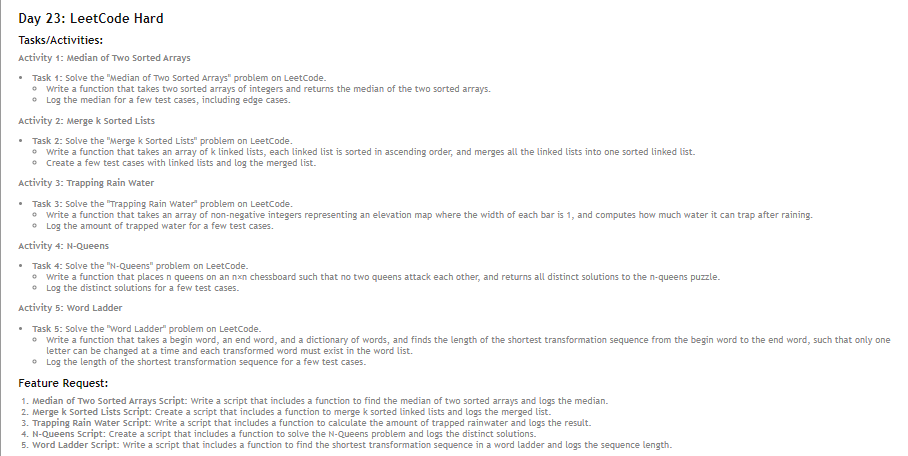 Day 23: LeetCode Hard
Tasks/Activities:
Activity 1: Median of Two Sorted Arrays
• Task 1: Solve the "Median of Two Sorted Arrays" problem on LeetCode.
○ Write a function that takes two sorted arrays of integers and returns the median of the two sorted arrays.
○ Log the median for a few test cases, including edge cases.
Activity 2: Merge k Sorted Lists
• Task 2: Solve the "Merge k Sorted Lists" problem on LeetCode.
○ Write a function that takes an array of k linked lists, each linked list is sorted in ascending order, and merges all the linked lists into one sorted linked list.
○ Create a few test cases with linked lists and log the merged list.
Activity 3: Trapping Rain Water
• Task 3: Solve the "Trapping Rain Water" problem on LeetCode.
○ Write a function that takes an array of non-negative integers representing an elevation map where the width of each bar is 1, and computes how much water it can trap after raining.
○ Log the amount of trapped water for a few test cases.
Activity 4: N-Queens
• Task 4: Solve the "N-Queens" problem on LeetCode.
○ Write a function that places n queens on an n×n chessboard such that no two queens attack each other, and returns all distinct solutions to the n-queens puzzle.
○ Log the distinct solutions for a few test cases.
Activity 5: Word Ladder
• Task 5: Solve the "Word Ladder" problem on LeetCode.
○ Write a function that takes a begin word, an end word, and a dictionary of words, and finds the length of the shortest transformation sequence from the begin word to the end word, such that only one
letter can be changed at a time and each transformed word must exist in the word list.
○ Log the length of the shortest transformation sequence for a few test cases.
Feature Request:
1. Median of Two Sorted Arrays Script: Write a script that includes a function to find the median of two sorted arrays and logs the median.
2. Merge k Sorted Lists Script: Create a script that includes a function to merge k sorted linked lists and logs the merged list.
3. Trapping Rain Water Script: Write a script that includes a function to calculate the amount of trapped rainwater and logs the result.
4. N-Queens Script: Create a script that includes a function to solve the N-Queens problem and logs the distinct solutions.
5. Word Ladder Script: Write a script that includes a function to find the shortest transformation sequence in a word ladder and logs the sequence length.